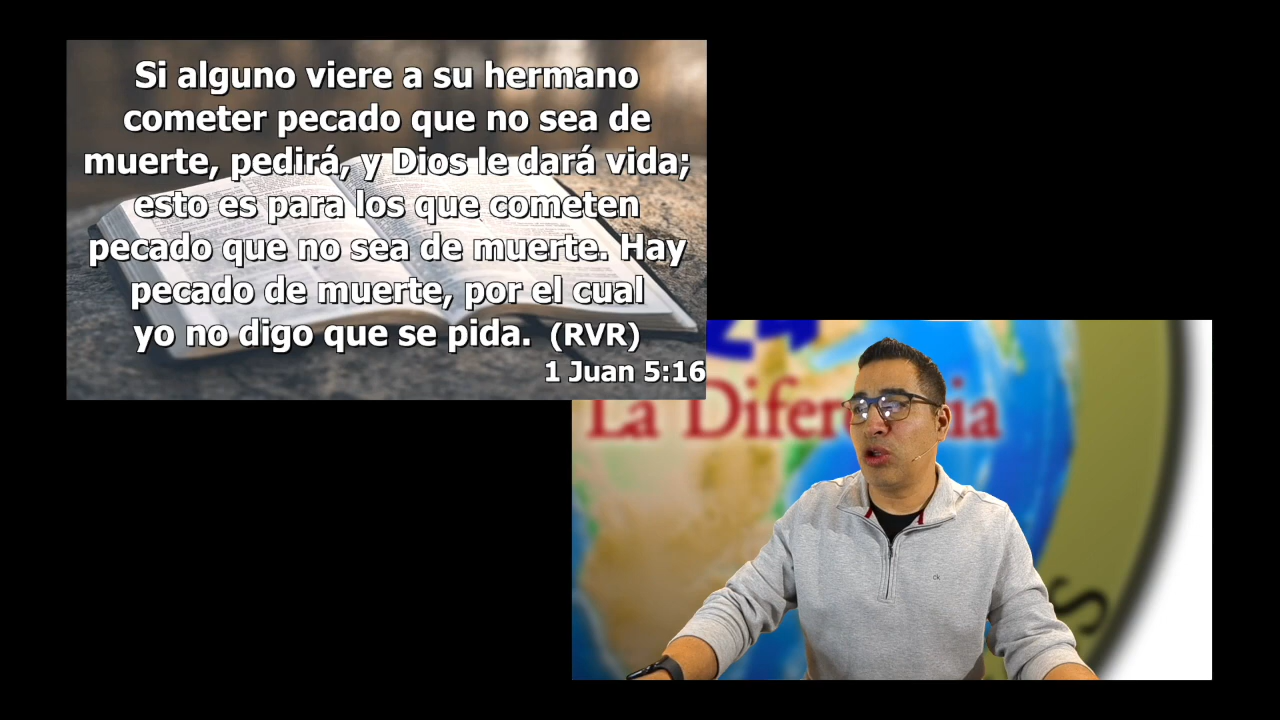 Si alguno viere a su hermano
cometer pecado que no sea de
muerte, pedirá, y Dios le dará vida;
esto es para los que cometen
pecado que no sea de muerte. Hay
pecado de muerte, por el cual
yo no digo que se pida. (RVR)
1 Juan 5:16
La
ck
S